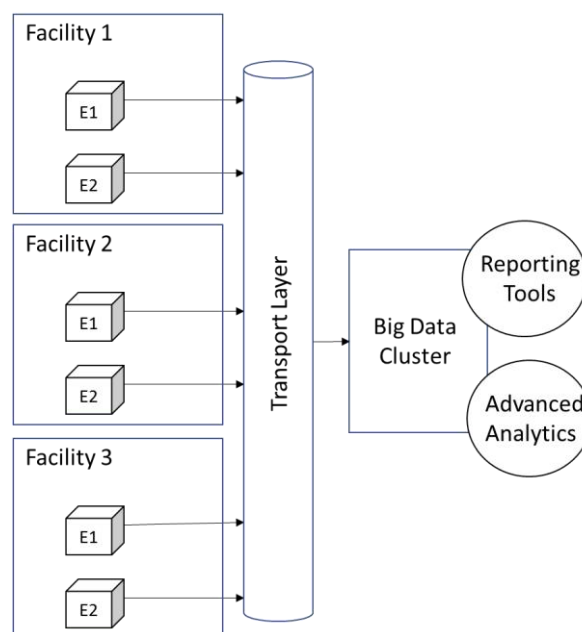 Facility 1
E1
E2
Facility 2
E1
E2
Facility 3
E1
E2
Transport Layer
Big Data
Cluster
Reporting
Tools
Advanced
Analytics